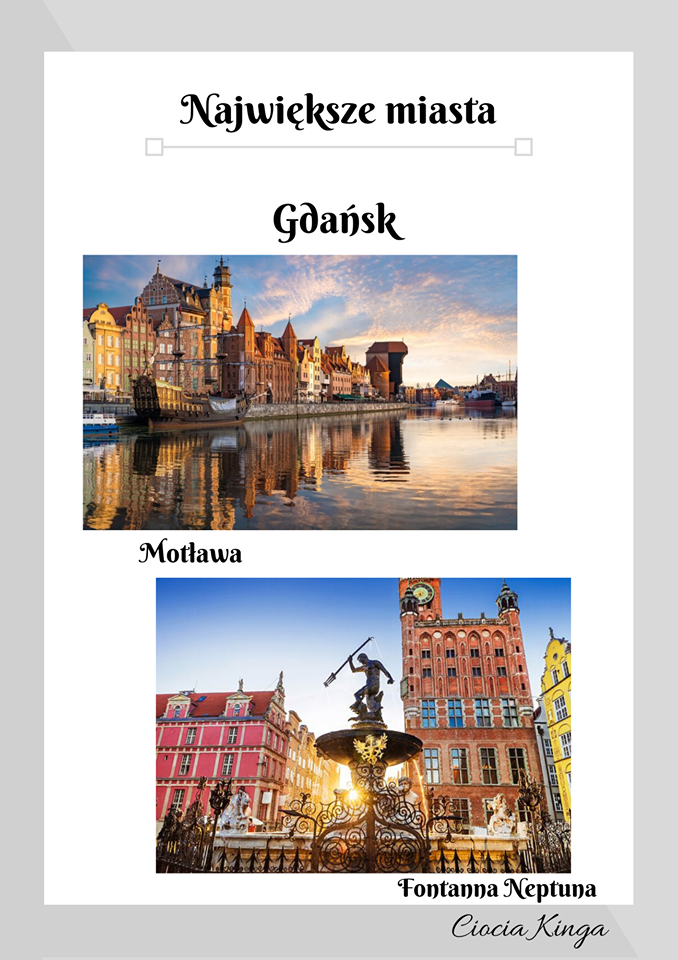 Największe miasta
Gdańsk
Motława
Fontanna Neptuna
Ciocia Kinga